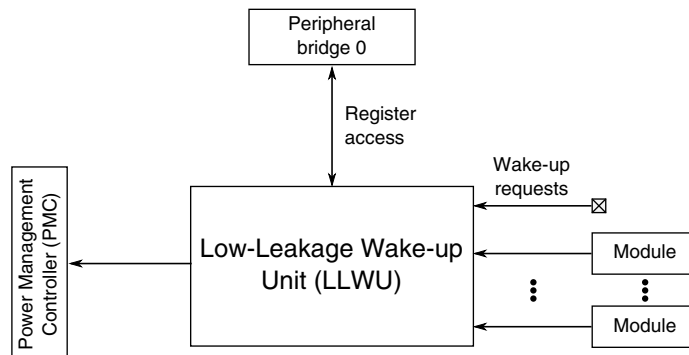 Peripheral
bridge 0
Register
access
Wake-up
requests
Power Management
Controller (PMC)
Low-Leakage Wake-up
Unit (LLWU)
Module
Module